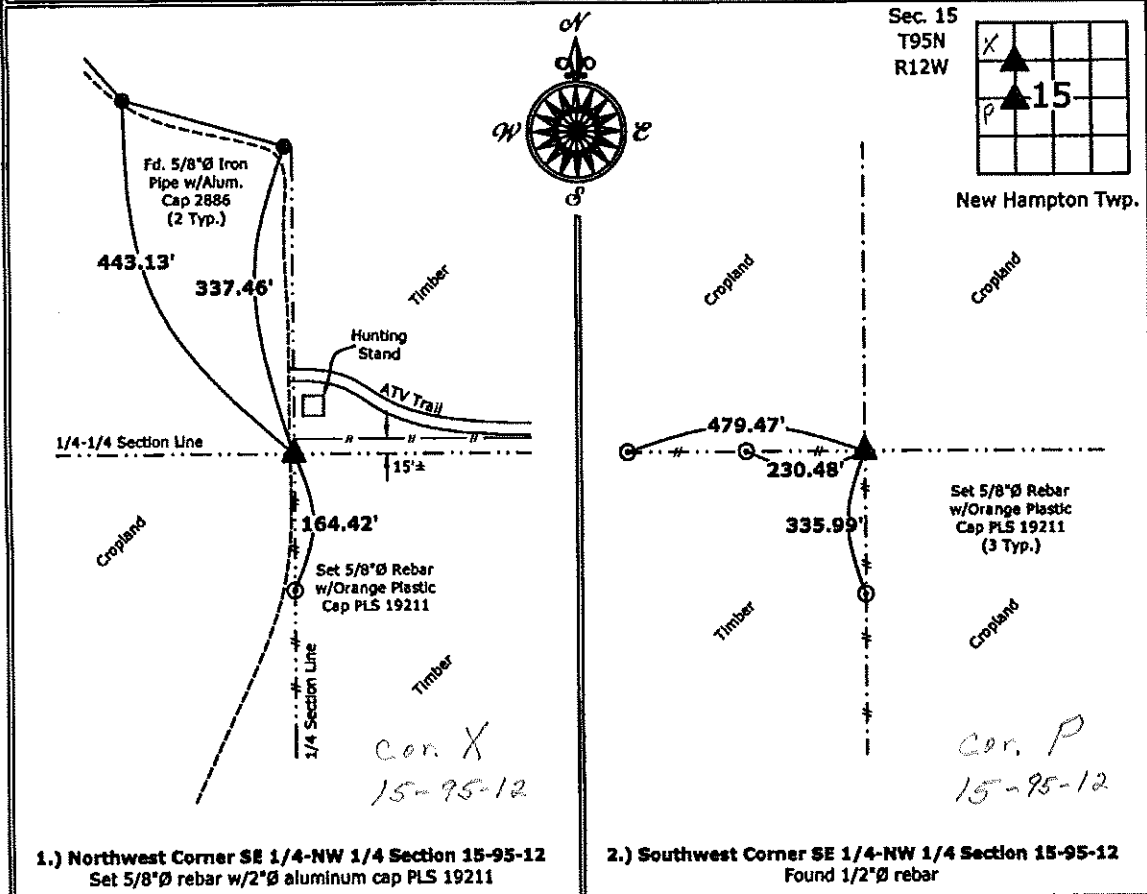 N
W E
S
Sec. 15
T95N
R12W
X
P
15
New Hampton Twp.
Fd. 5/8"Ø Iron
Pipe w/Alum.
Cap 2886
(2 Typ.)
443.13'
337.46'
Timber
Hunting
Stand
ATV Trail
1/4-1/4 Section Line
15'±
Cropland
164.42'
Set 5/8"Ø Rebar
w/Orange Plastic
Cap PLS 19211
Timber
1/4 Section Line
Cor. X
15-95-12
1.) Northwest Corner SE 1/4-NW 1/4 Section 15-95-12
Set 5/8"Ø rebar w/2"Ø aluminum cap PLS 19211
Cropland
Cropland
479.47'
230.48'
335.99'
Set 5/8"Ø Rebar
w/Orange Plastic
Cap PLS 19211
(3 Typ.)
Timber
Cropland
Cor. P
15-95-12
2.) Southwest Corner SE 1/4-NW 1/4 Section 15-95-12
Found 1/2"Ø rebar